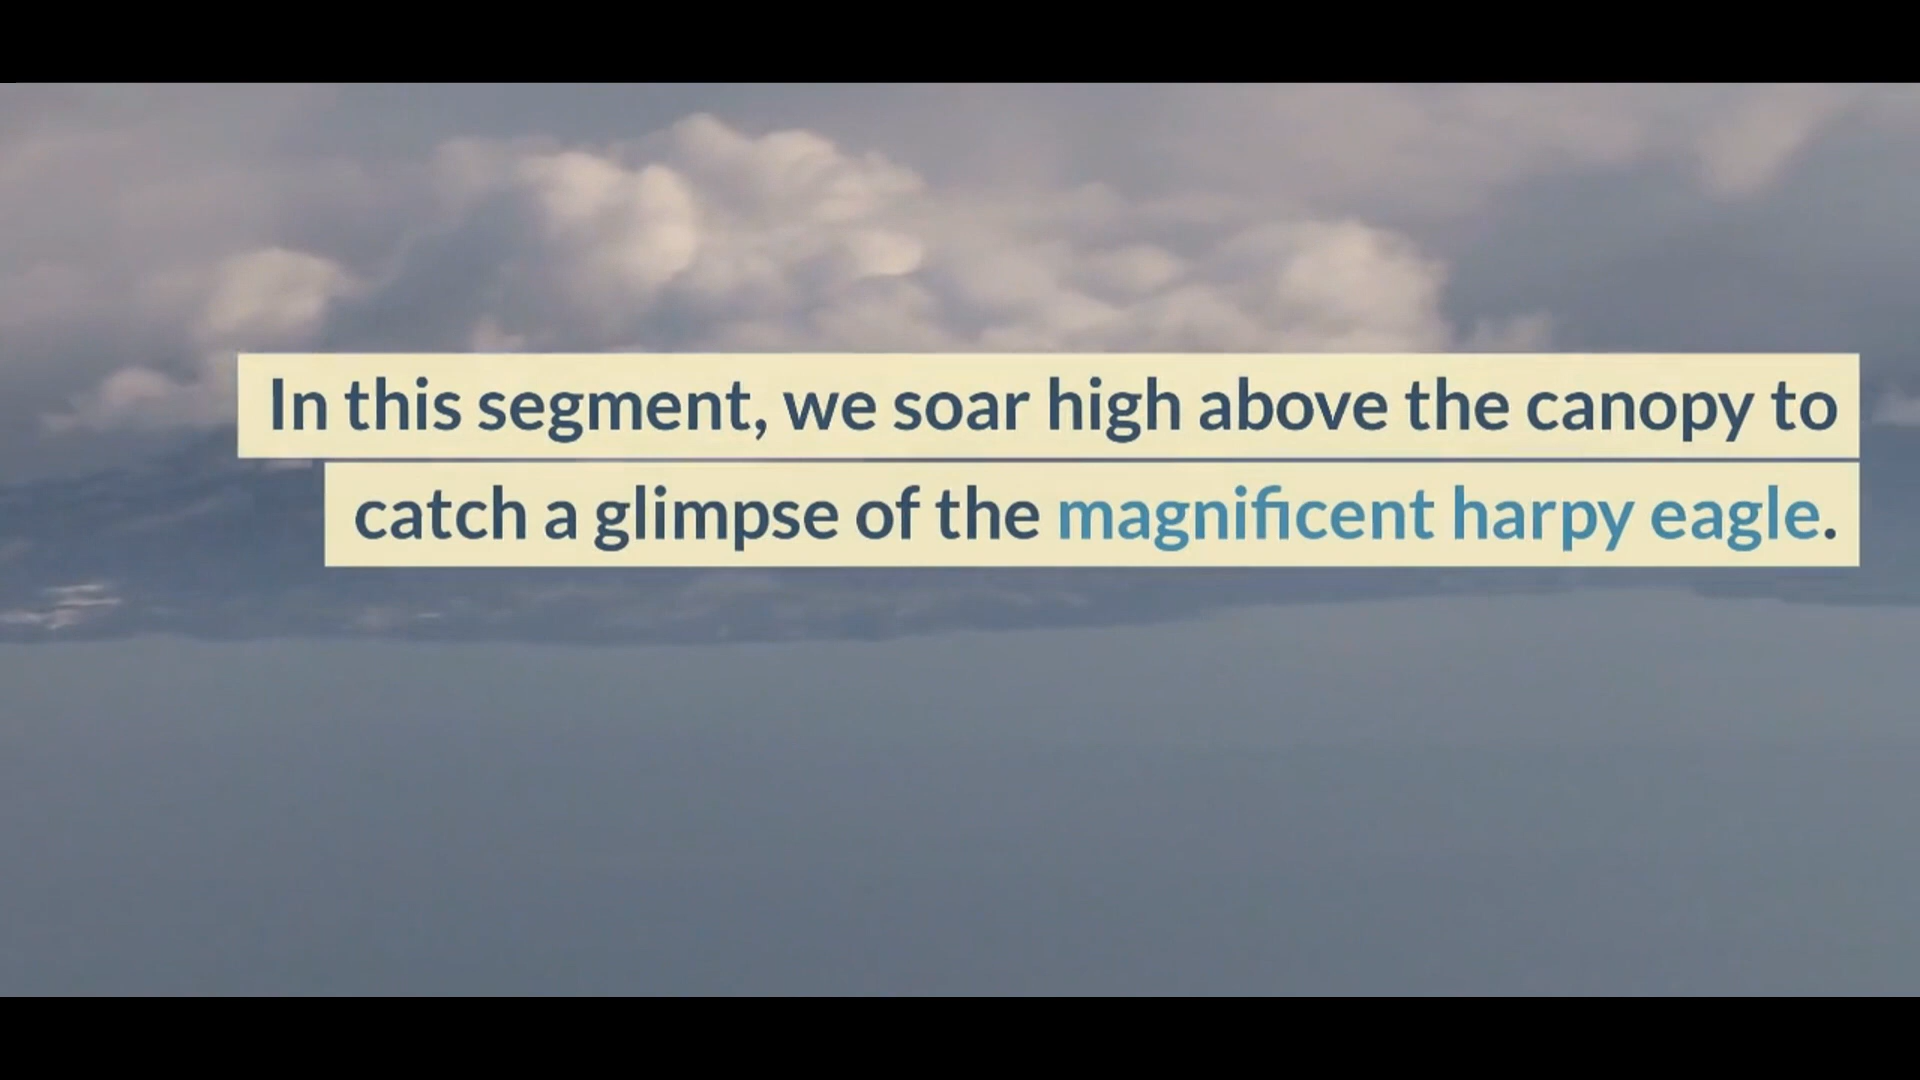 In this segment, we soar high above the canopy to
catch a glimpse of the magnificent harpy eagle.